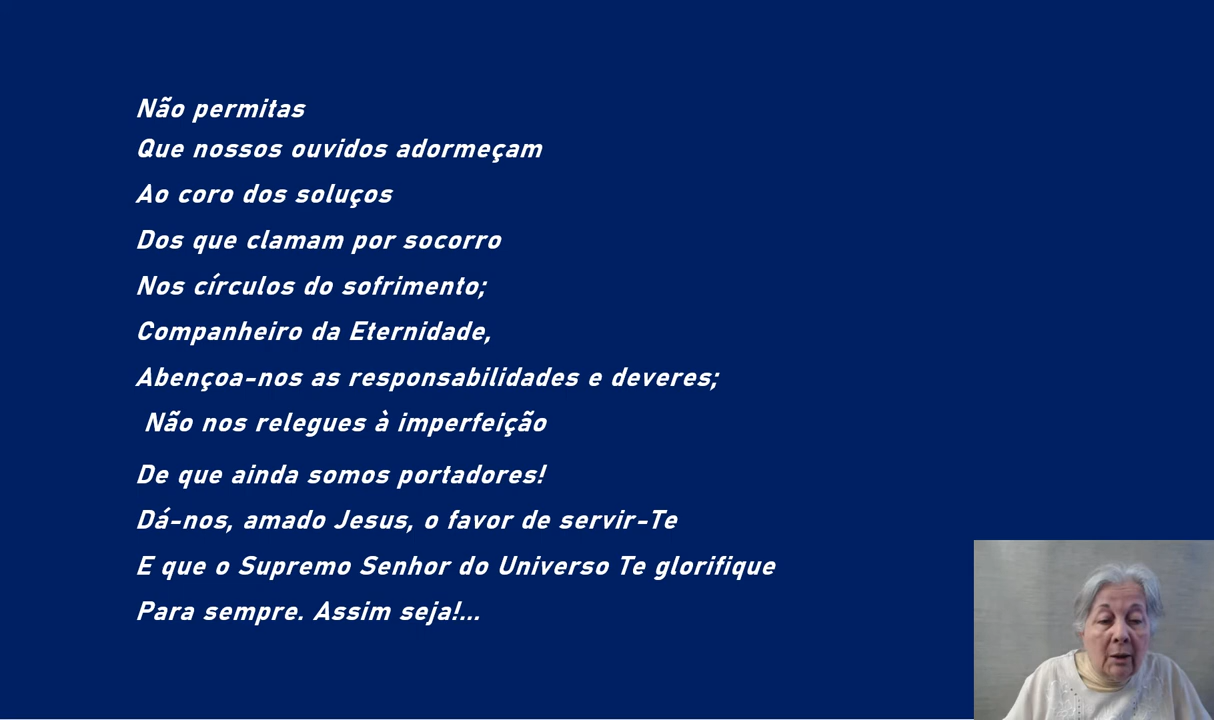 Não permitas
Que nossos ouvidos adormeçam
Ao coro dos soluços
Dos que clamam por socorro
Nos círculos do sofrimento;
Companheiro da Eternidade,
Abençoa-nos as responsabilidades e deveres;
Não nos relegues à imperfeição
De que ainda somos portadores!
Dá-nos, amado Jesus, o favor de servir-Te
E que o Supremo Senhor do Universo Te glorifique
Para sempre. Assim seja!...